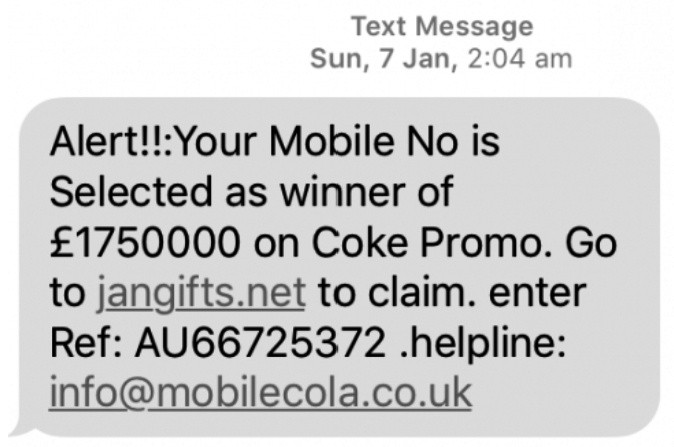 Text Message
Sun, 7 Jan, 2:04 am
Alert!!:Your Mobile No is
Selected as winner of
£1750000 on Coke Promo. Go
to jangifts.net to claim. enter
Ref: AU66725372 .helpline:
info@mobilecola.co.uk